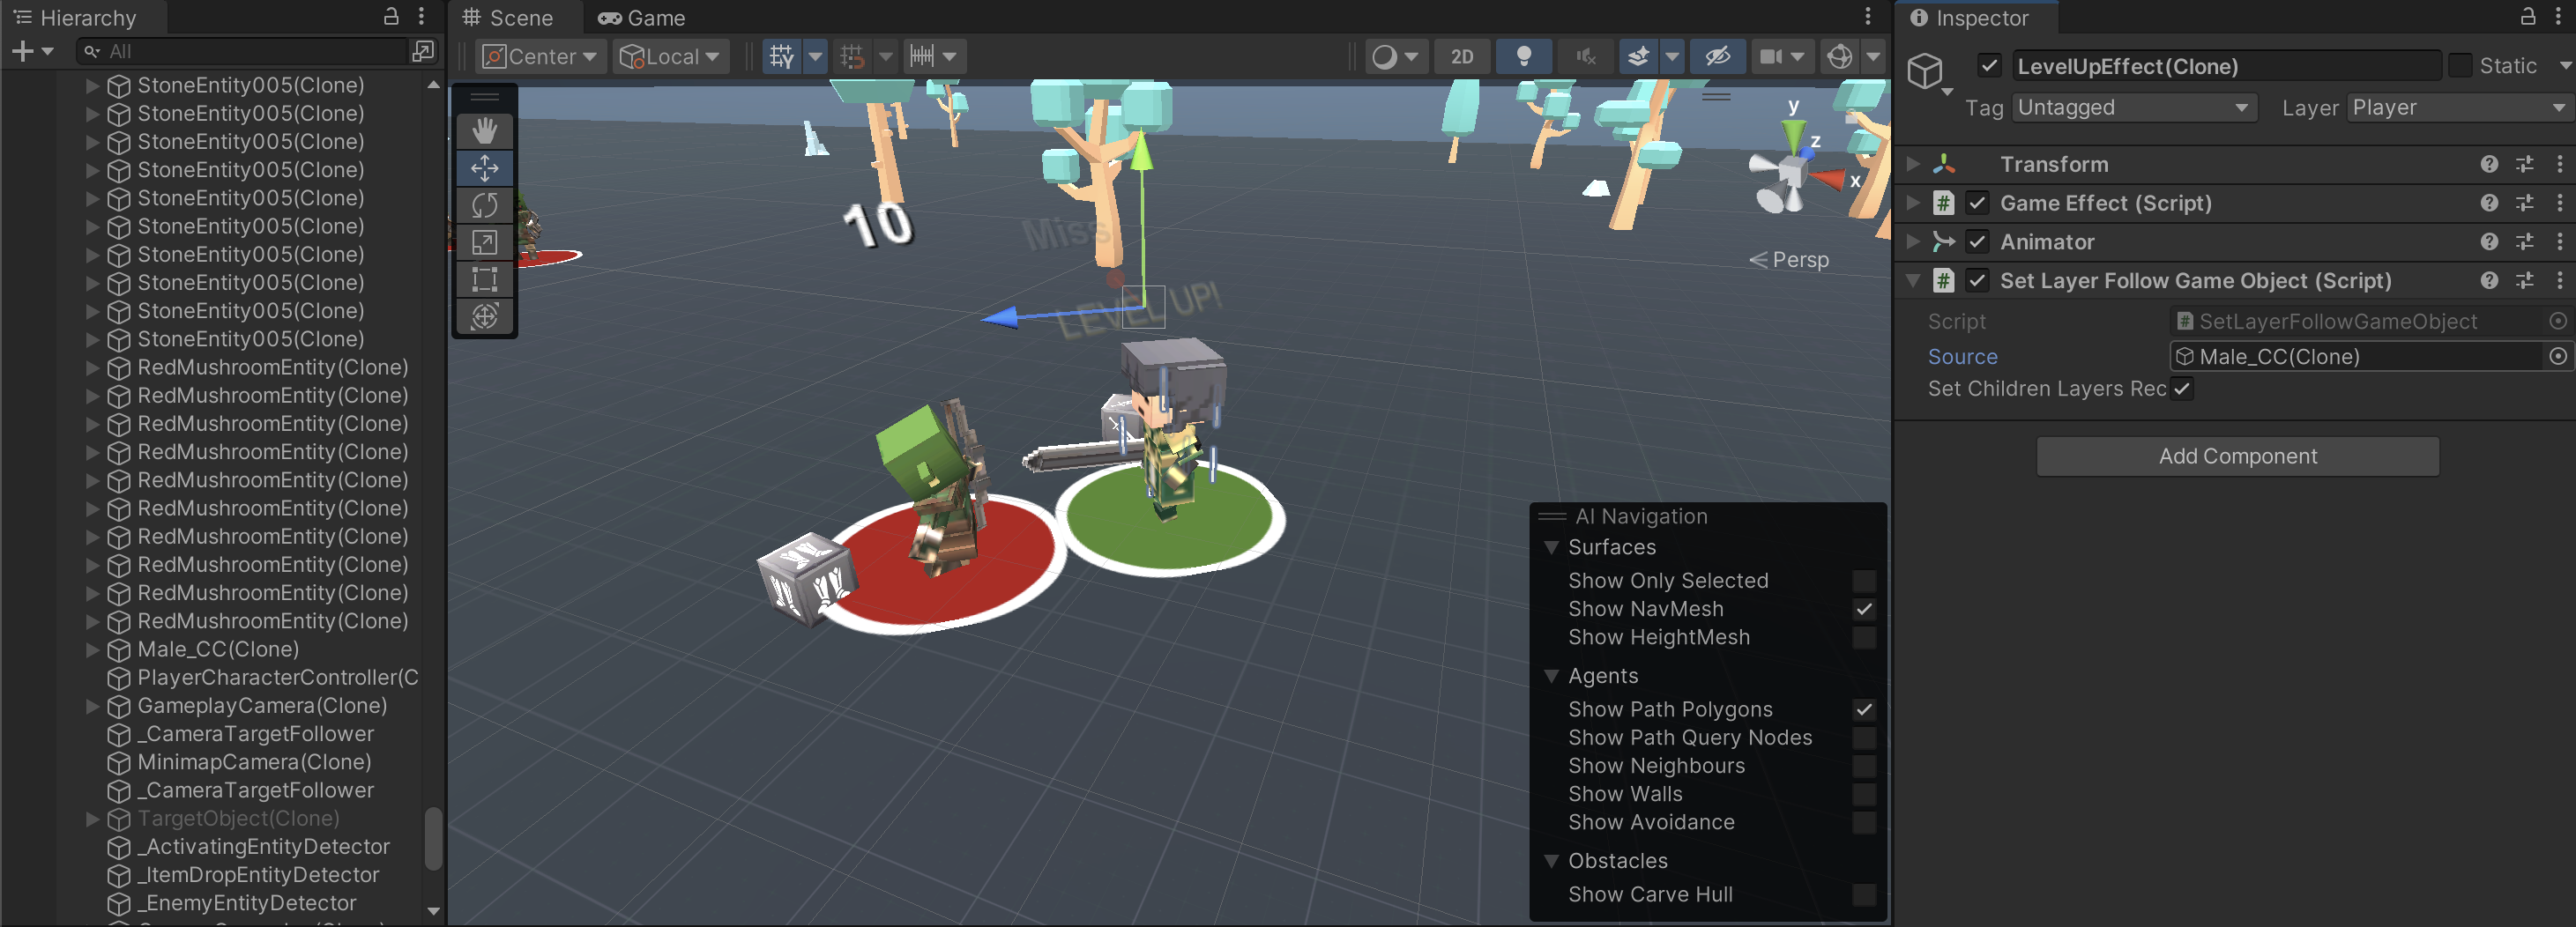 Hierarchy
All
StoneEntity005(Clone)
StoneEntity005(Clone)
StoneEntity005(Clone)
StoneEntity005(Clone)
StoneEntity005(Clone)
StoneEntity005(Clone)
StoneEntity005(Clone)
StoneEntity005(Clone)
StoneEntity005(Clone)
StoneEntity005(Clone)
RedMushroomEntity(Clone)
RedMushroomEntity(Clone)
RedMushroomEntity(Clone)
RedMushroomEntity(Clone)
RedMushroomEntity(Clone)
RedMushroomEntity(Clone)
RedMushroomEntity(Clone)
RedMushroomEntity(Clone)
RedMushroomEntity(Clone)
RedMushroomEntity(Clone)
Male_CC(Clone)
PlayerCharacterController(C
GameplayCamera(Clone)
_CameraTargetFollower
MinimapCamera(Clone)
_CameraTargetFollower
TargetObject(Clone)
_ActivatingEntityDetector
_ItemDropEntityDetector
_EnemyEntityDetector
Scene Game
Center Local 2D
10
Miss
LEVEL UP!
y
z
x
Persp
AI Navigation
Surfaces
Show Only Selected
Show NavMesh
Show HeightMesh
Agents
Show Path Polygons
Show Path Query Nodes
Show Neighbours
Show Walls
Show Avoidance
Obstacles
Show Carve Hull
Inspector
LevelUpEffect(Clone) Static
Tag Untagged Layer Player
Transform
# Game Effect (Script)
Animator
# Set Layer Follow Game Object (Script)
Script # SetLayerFollowGameObject
Source Male_CC(Clone)
Set Children Layers Rec
Add Component